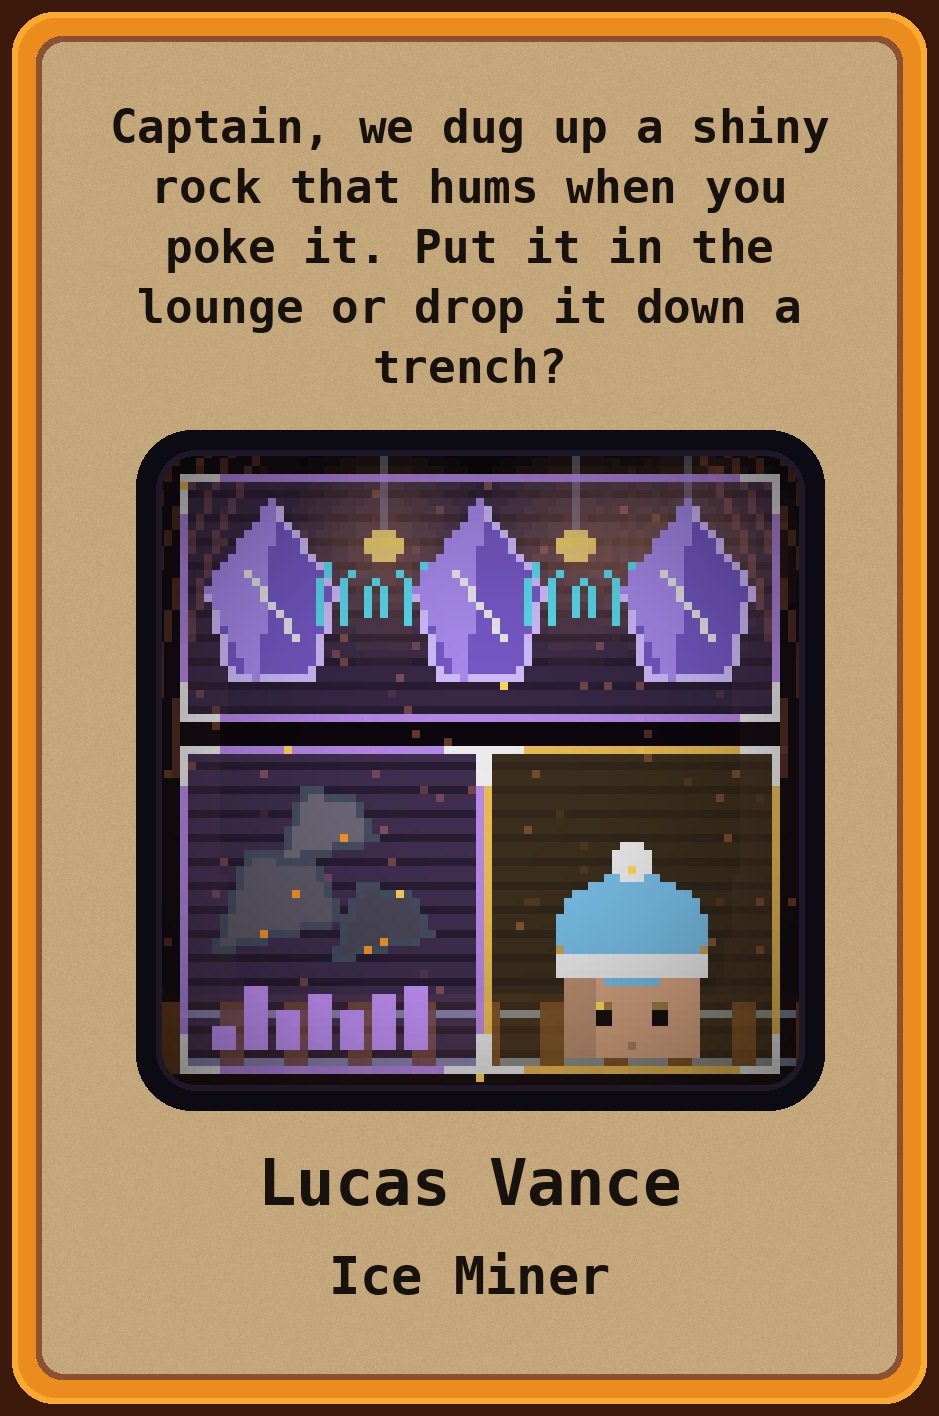 Captain, we dug up a shiny
rock that hums when you
poke it. Put it in the
lounge or drop it down a
trench?
Lucas Vance
Ice Miner